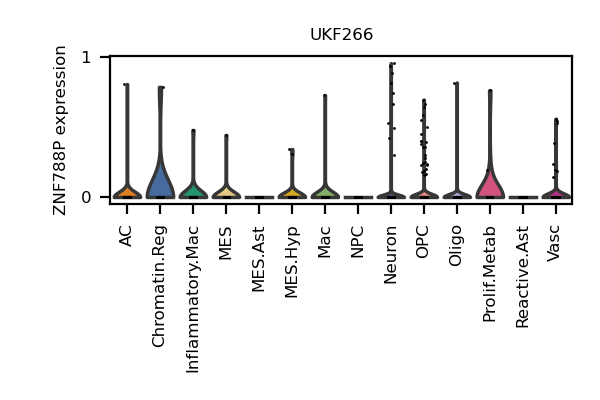 UKF266
ZNF788P expression
1
0
AC
Chromatin.Reg
Inflammatory.Mac
MES
MES.Ast
MES.Hyp
Mac
NPC
Neuron
OPC
Oligo
Prolif.Metab
Reactive.Ast
Vasc